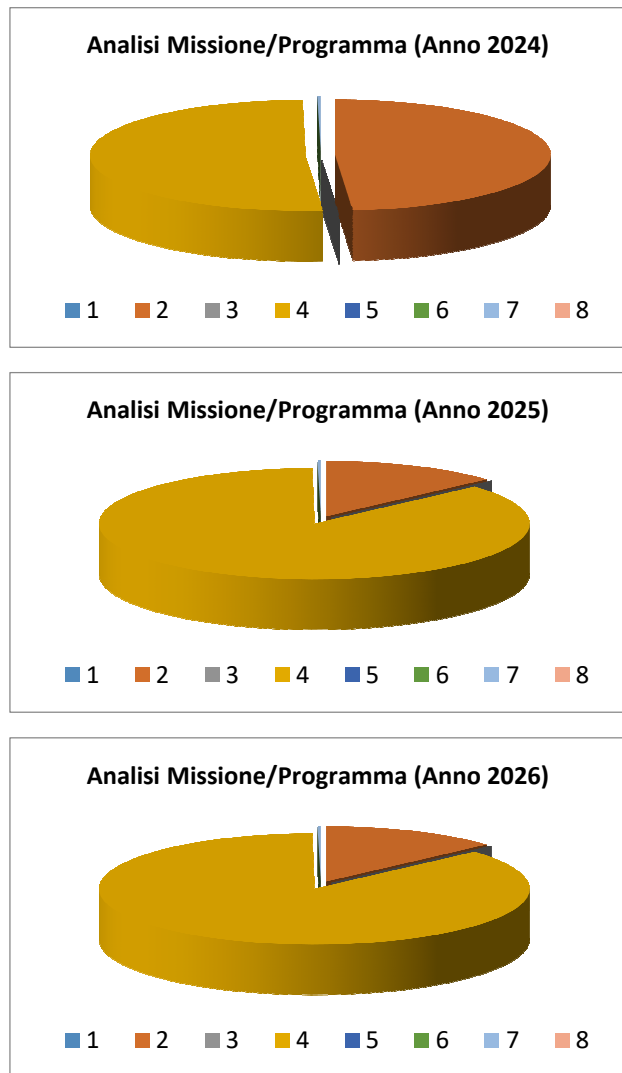 Analisi Missione/Programma (Anno 2024)
1 2 3 4 5 6 7 8
Analisi Missione/Programma (Anno 2025)
1 2 3 4 5 6 7 8
Analisi Missione/Programma (Anno 2026)
1 2 3 4 5 6 7 8